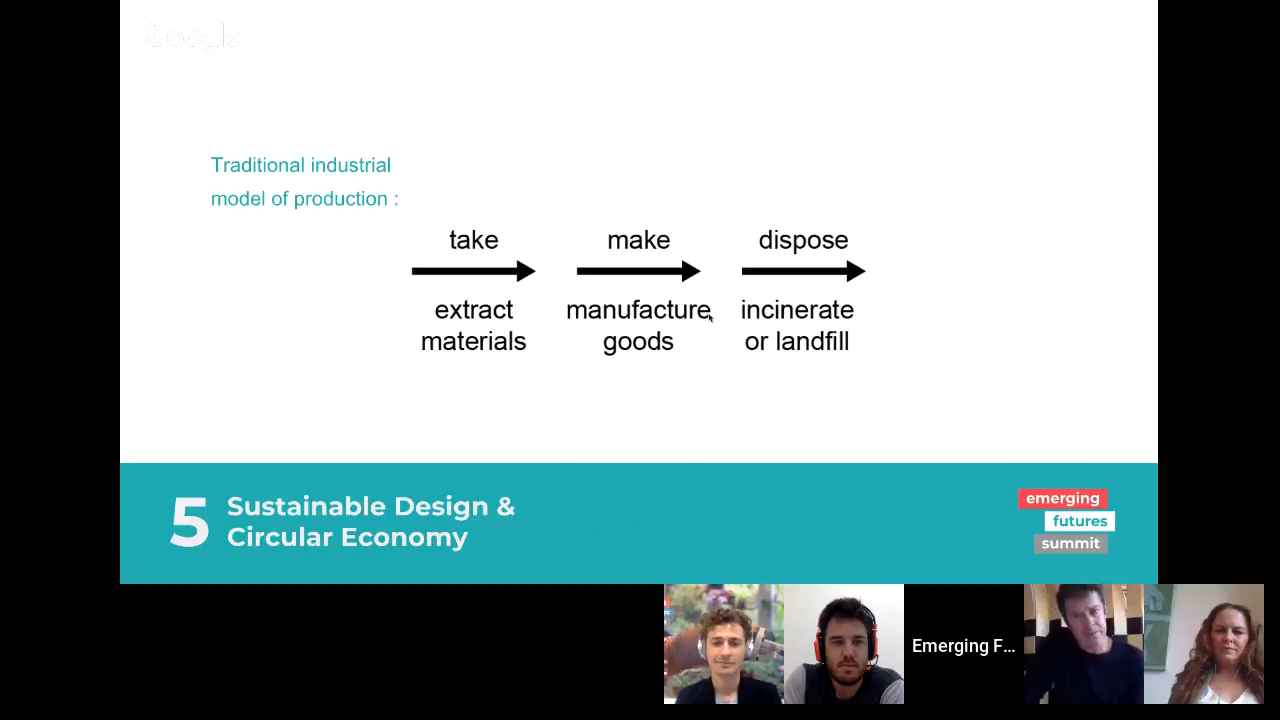 Google
Traditional industrial
model of production :
take
make
dispose
extract
materials
manufacture
goods
incinerate
or landfill
5
Sustainable Design &
Circular Economy
emerging
futures
summit
Emerging F...